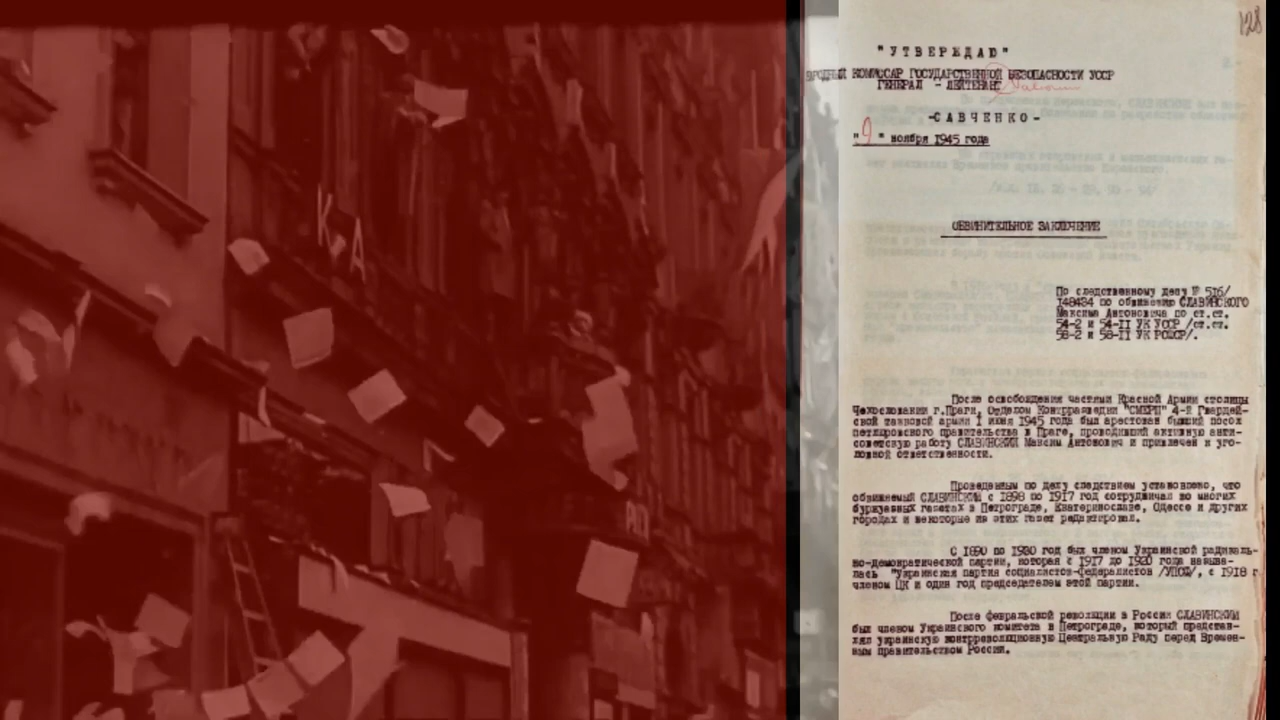 КА
128
"УТВЕРЖДАЮ"
РОДНЫЙ КОМИССАР ГОСУДАРСТВЕННОЙ БЕЗОПАСНОСТИ УССР
ГЕНЕРАЛ - ЛЕЙТЕНАНТ
-САВЧЕНКО-
"9" ноября 1945 года
ОБВИНИТЕЛЬНОЕ ЗАКЛЮЧЕНИЕ
По следственному делу № 516/
148434 по обвинению СЛАВИНСКОГО
Максима Антоновича по ст.ст.
54-2 и 54-II УК УССР /ст.ст.
58-2 и 58-II УК РСФСР/.
После освобождения частями Красной Армии столицы
Чехословакии г.Праги, Отделом Контрразведки "СМЕРШ" 4-й Гвардей-
ской танковой армии 1 июня 1945 года был арестован бывший посол
петлюровского правительства в Праге, проводивший активную анти-
советскую работу СЛАВИНСКИЙ Максим Антонович и привлечен к уго-
ловной ответственности.
Проведенным по делу следствием установлено, что
обвиняемый СЛАВИНСКИЙ с 1898 по 1917 год сотрудничал во многих
буржуазных газетах в Петрограде, Екатеринославе, Одессе и других
городах и некоторые из этих газет редактировал.
С 1890 по 1920 год был членом Украинской радикаль-
но-демократической партии, которая с 1917 до 1920 года называ-
лась "Украинская партия социалистов-федералистов /УПСФ/, с 1918 г
членом ЦК и один год председателем этой партии.
После февральской революции в России СЛАВИНСКИЙ
был членом Украинского комитета в Петрограде, который представ-
лял украинскую контрреволюционную Центральную Раду перед Времен-
ным правительством России.